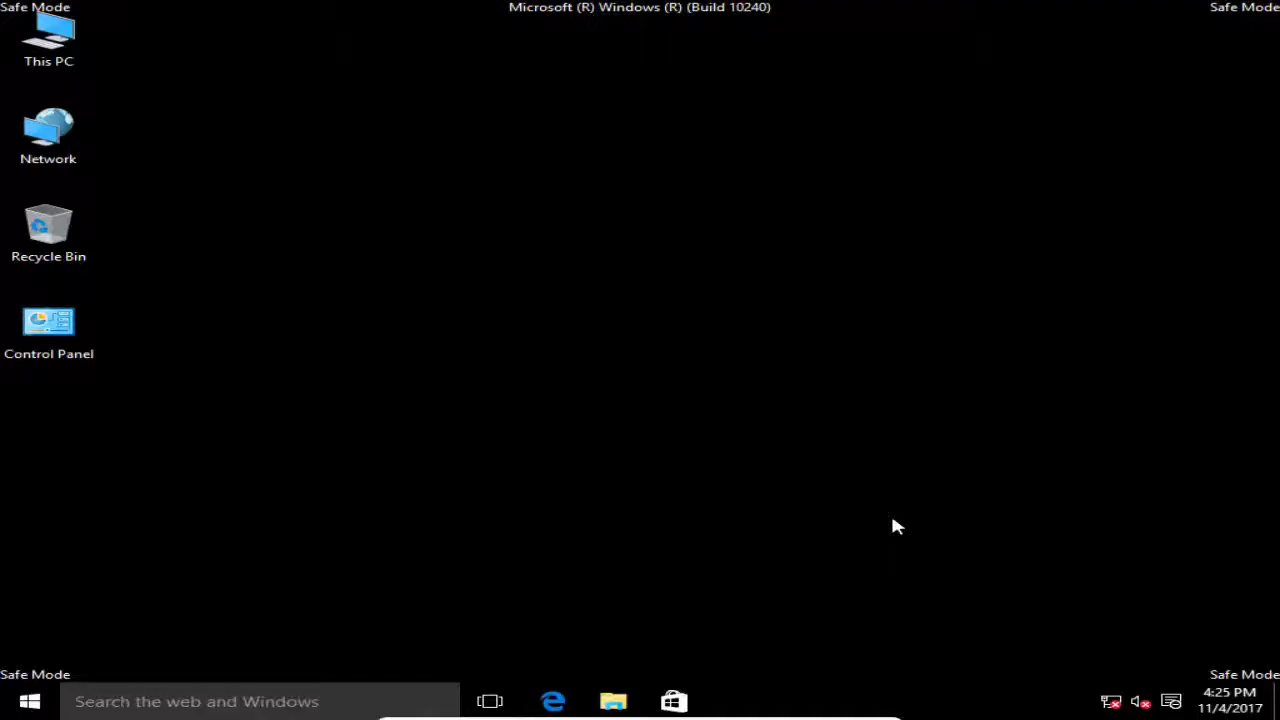 Safe Mode
Microsoft (R) Windows (R) (Build 10240)
Safe Mode
This PC
Network
Recycle Bin
Control Panel
Safe Mode
Safe Mode
Search the web and Windows
4:25 PM
11/4/2017